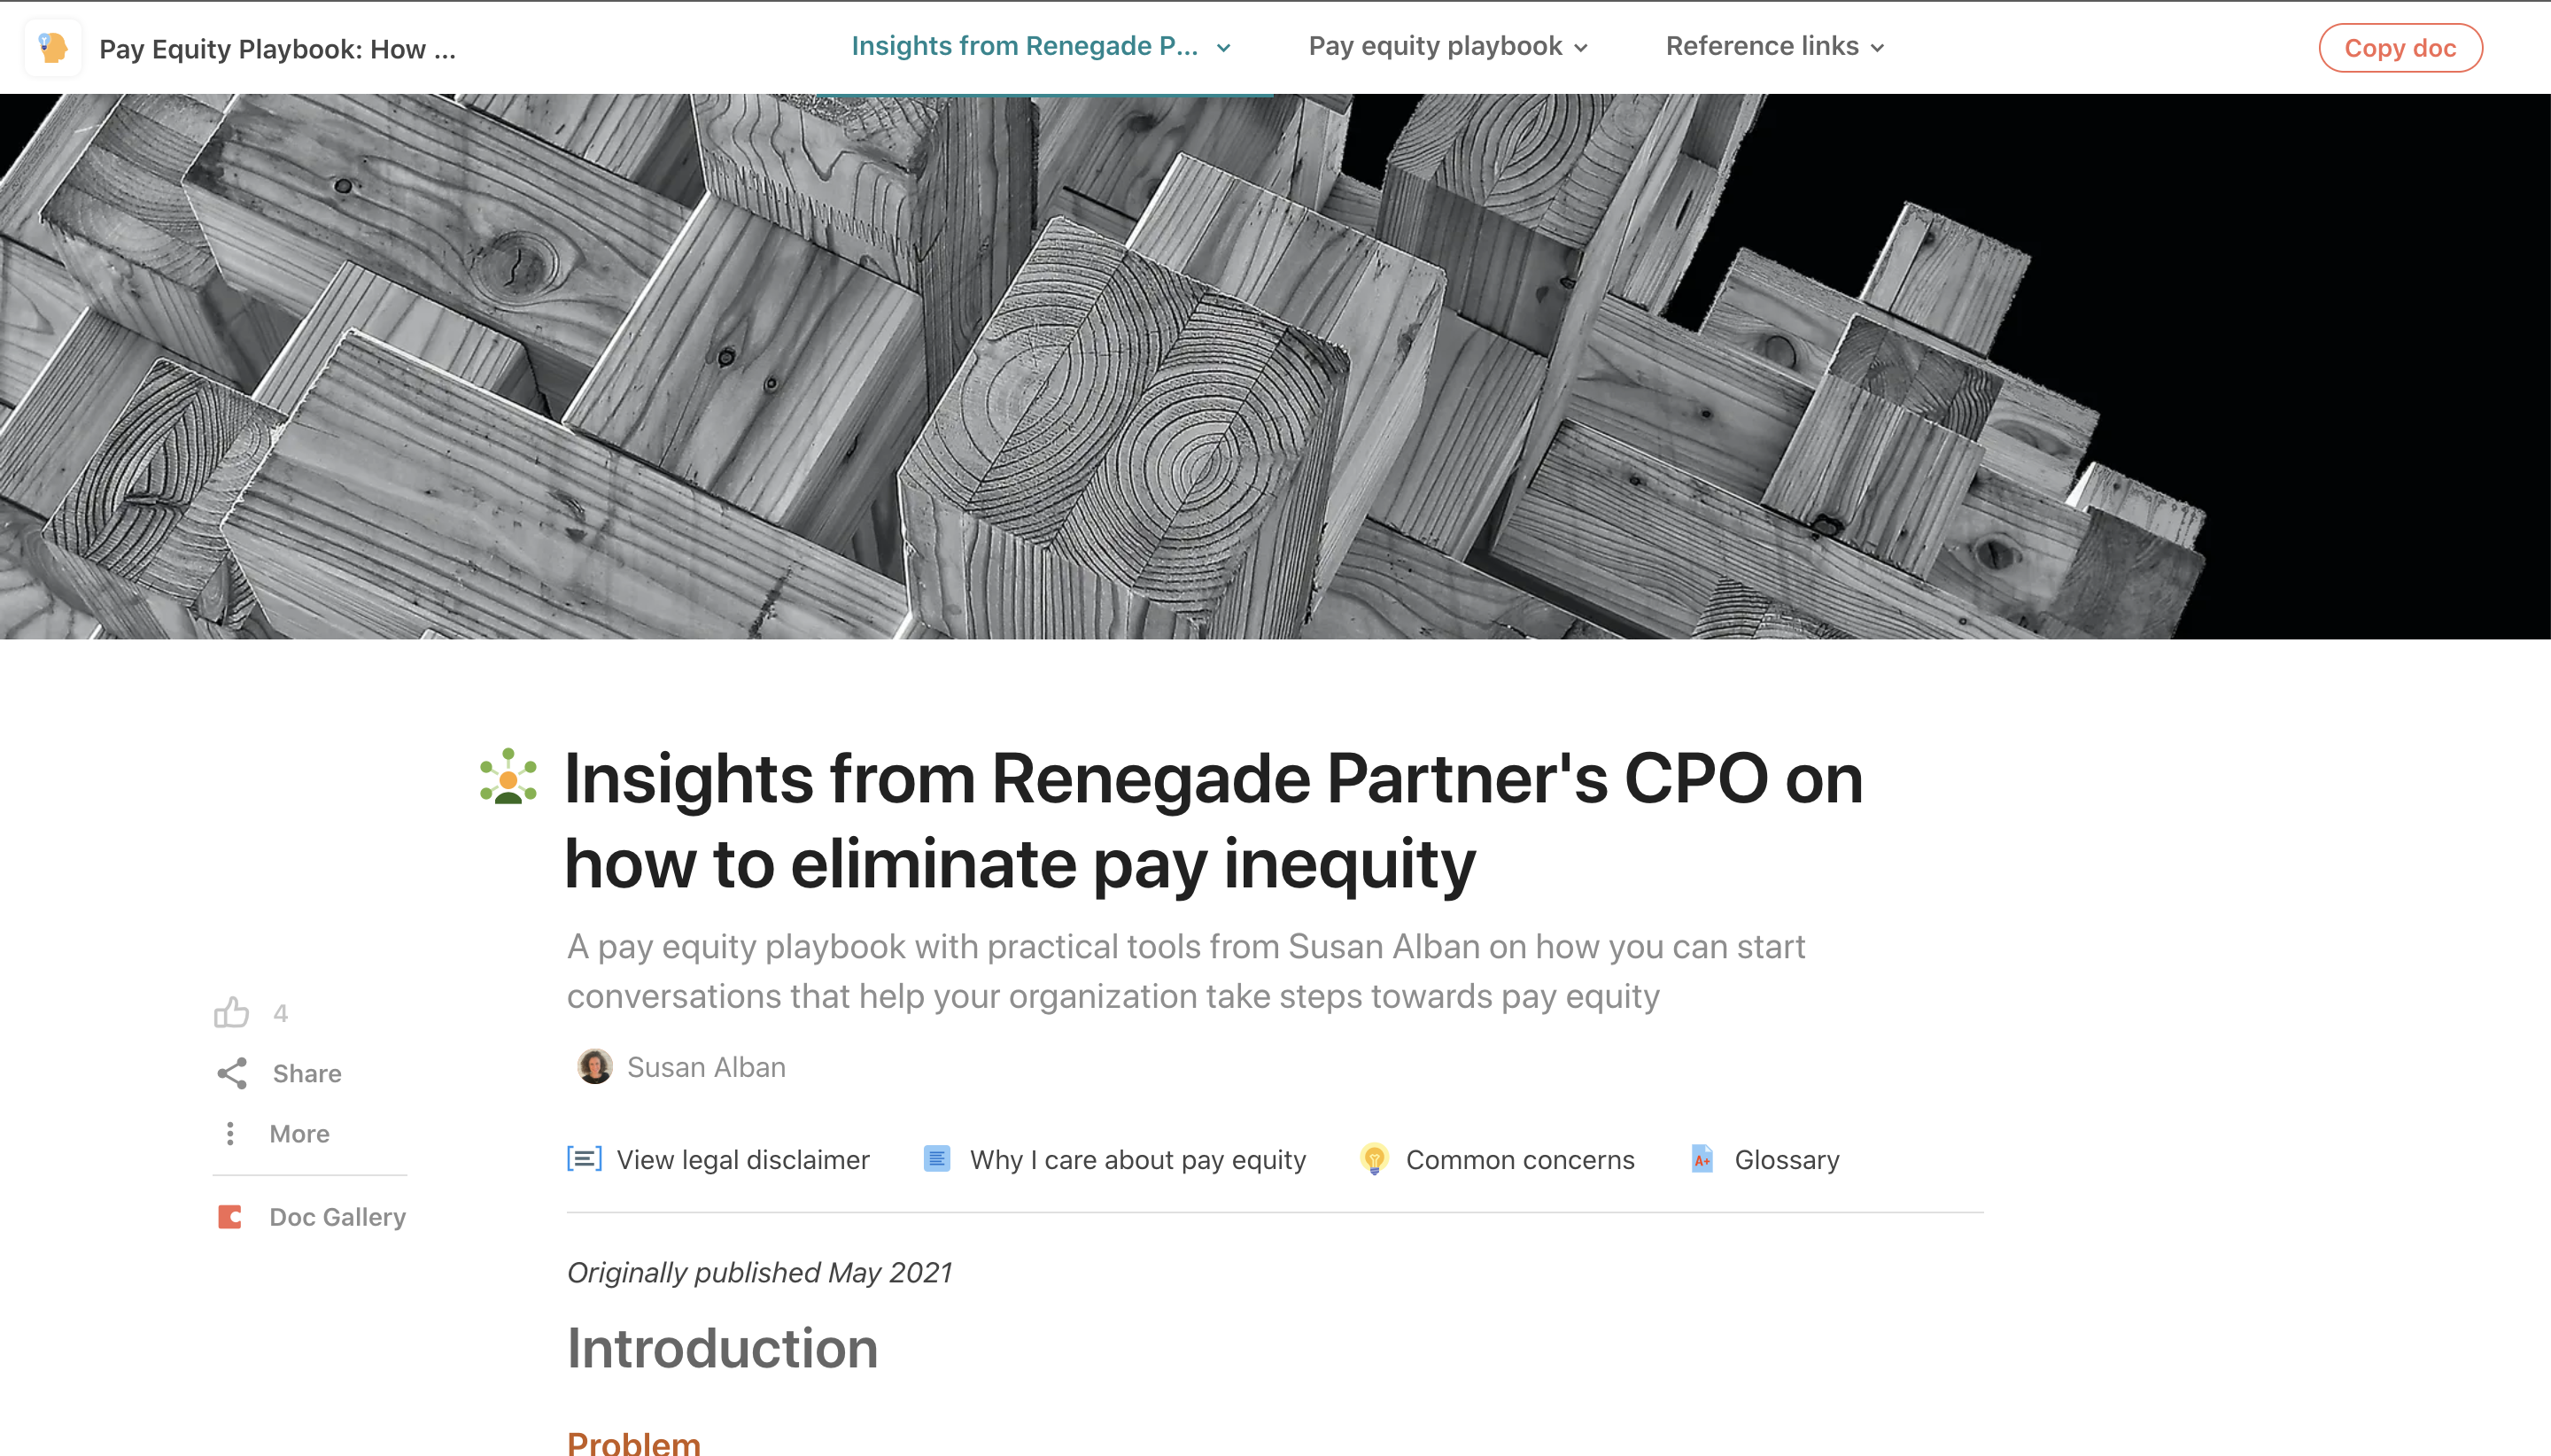 Pay Equity Playbook: How ...
Insights from Renegade P...
Pay equity playbook
Reference links
Copy doc
Insights from Renegade Partner's CPO on
how to eliminate pay inequity
A pay equity playbook with practical tools from Susan Alban on how you can start
conversations that help your organization take steps towards pay equity
4
Share
More
Doc Gallery
Susan Alban
View legal disclaimer
Why I care about pay equity
Common concerns
A+
Glossary
Originally published May 2021
Introduction
Problem